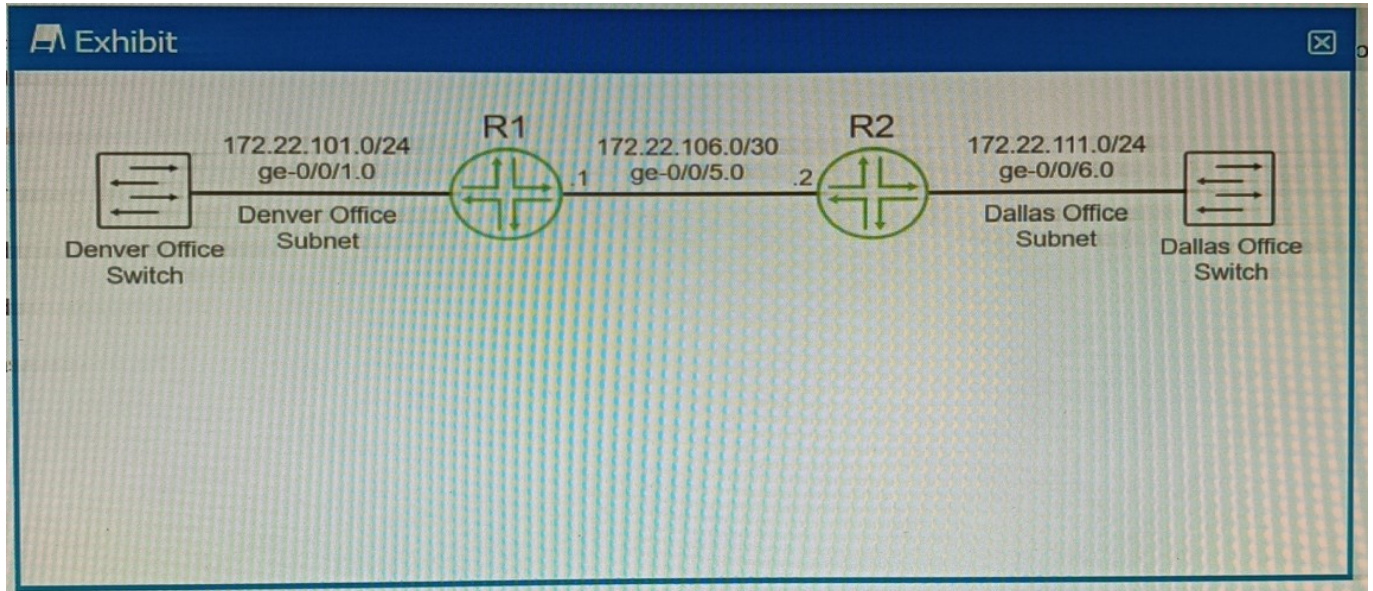 Exhibit
R1
R2
172.22.101.0/24
ge-0/0/1.0
172.22.106.0/30
ge-0/0/5.0
172.22.111.0/24
ge-0/0/6.0
.1
.2
Denver Office
Subnet
Dallas Office
Subnet
Denver Office
Switch
Dallas Office
Switch